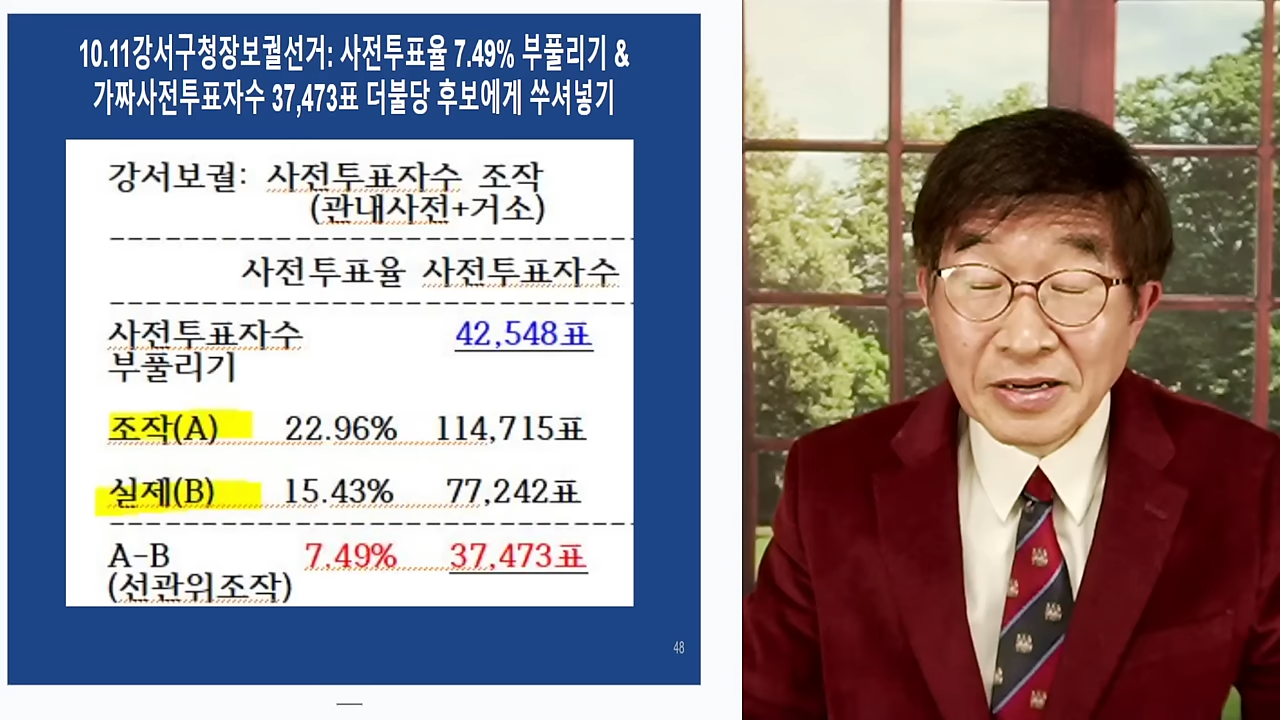 10.11강서구청장보궐선거: 사전투표율 7.49% 부풀리기 &
가짜사전투표자수 37,473표 더불당 후보에게 쑤셔넣기
강서보궐: 사전투표자수 조작
(관내사전+거소)
사전투표율 사전투표자수
사전투표자수 42,548표
부풀리기
조작(A) 22.96% 114,715표
실제(B) 15.43% 77,242표
A-B 7.49% 37,473표
(선관위조작)
48